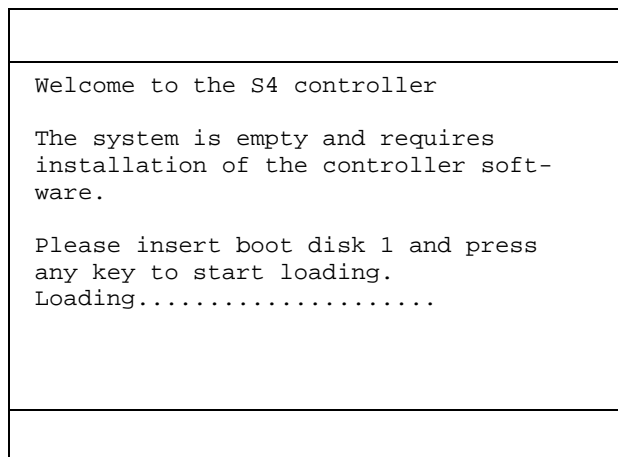 Welcome to the S4 controller
The system is empty and requires
installation of the controller soft-
ware.
Please insert boot disk 1 and press
any key to start loading.
Loading......................